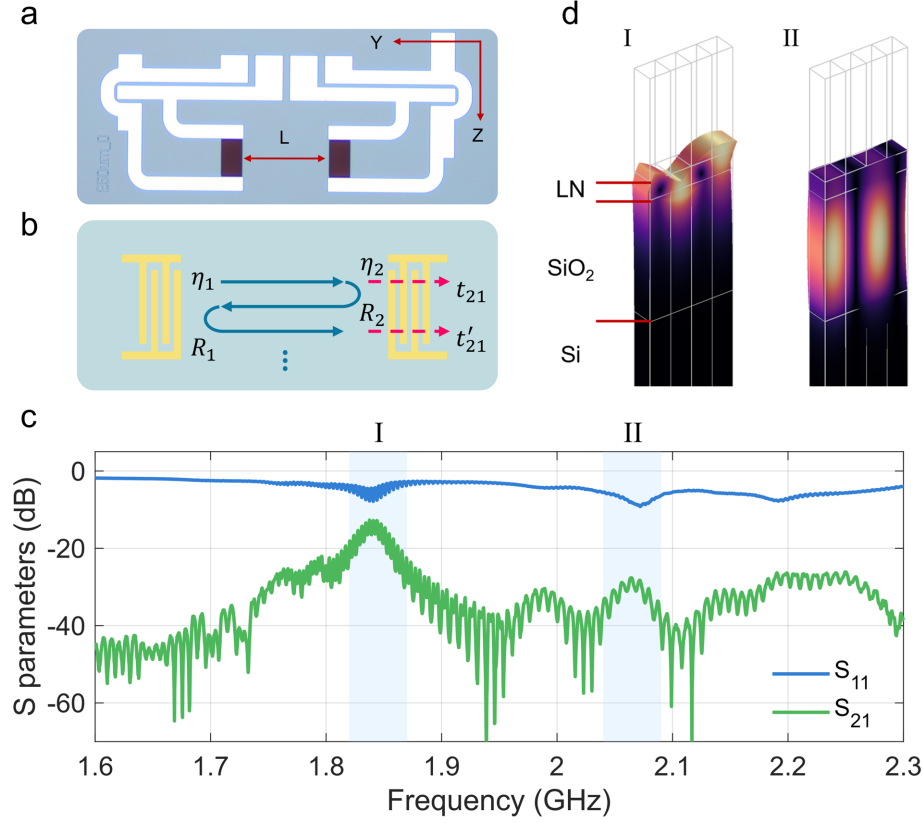 a
Y
Z
L
250um_0
b
η₁
η₂
t₂₁
R₂
R₁
t′₂₁
d
I
II
LN
SiO₂
Si
c
I
II
S parameters (dB)
0
-20
-40
-60
S₁₁
S₂₁
1.6
1.7
1.8
1.9
2
2.1
2.2
2.3
Frequency (GHz)